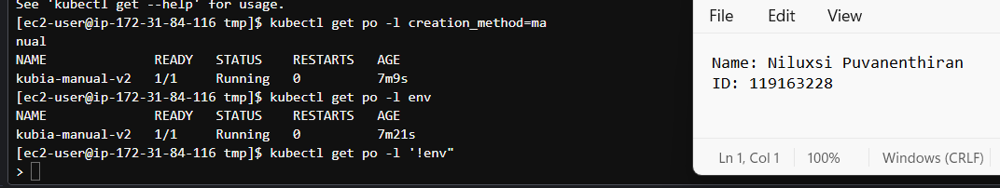 See 'kubectl get --help' for usage.
[ec2-user@ip-172-31-84-116 tmp]$ kubectl get po -l creation_method=ma
nual
NAME READY STATUS RESTARTS AGE
kubia-manual-v2 1/1 Running 0 7m9s
[ec2-user@ip-172-31-84-116 tmp]$ kubectl get po -l env
NAME READY STATUS RESTARTS AGE
kubia-manual-v2 1/1 Running 0 7m21s
[ec2-user@ip-172-31-84-116 tmp]$ kubectl get po -l '!env"
>
File Edit View
Name: Niluxsi Puvanenthiran
ID: 119163228
Ln 1, Col 1 100% Windows (CRLF)